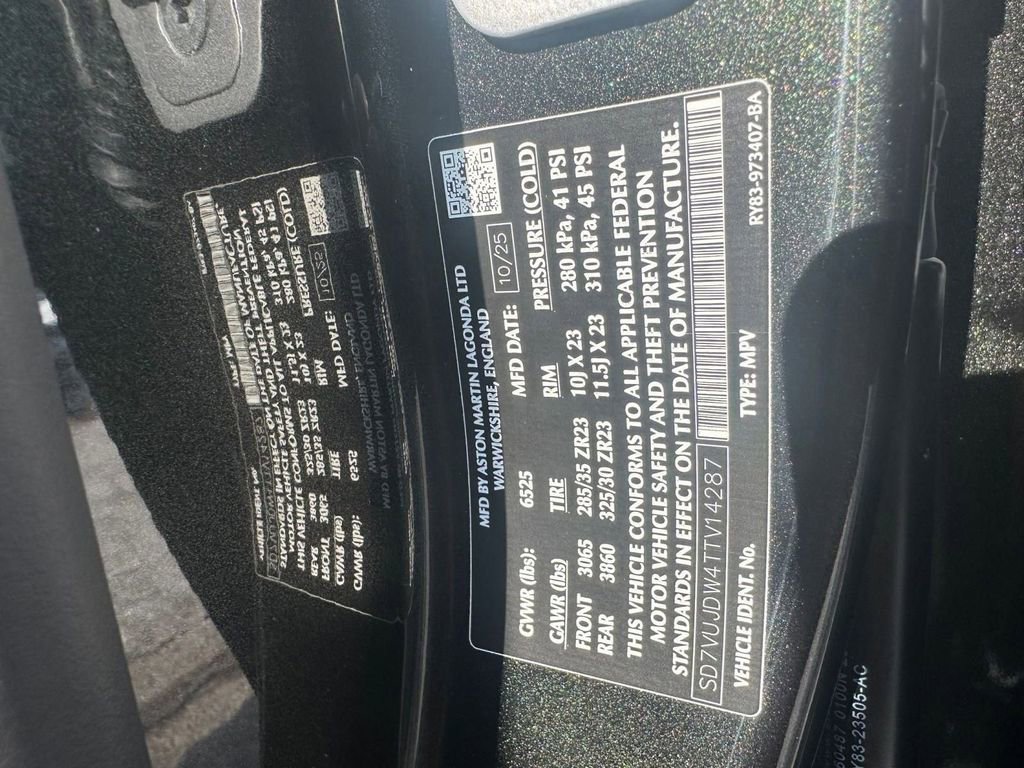 MFD BY ASTON MARTIN LAGONDA LTD
WARWICKSHIRE, ENGLAND
GVWR (lbs): 6525 MFD DATE: 10/25
GAWR (lbs) TIRE RIM PRESSURE (COLD)
FRONT 3065 285/35 ZR23 10J X 23 280 kPa, 41 PSI
REAR 3860 325/30 ZR23 11.5J X 23 310 kPa, 45 PSI
THIS VEHICLE CONFORMS TO ALL APPLICABLE FEDERAL
MOTOR VEHICLE SAFETY AND THEFT PREVENTION
STANDARDS IN EFFECT ON THE DATE OF MANUFACTURE.
SD7VUJDW4TTV14287
VEHICLE IDENT. No. TYPE: MPV RY83-973407-BA
Y83-23505-AC